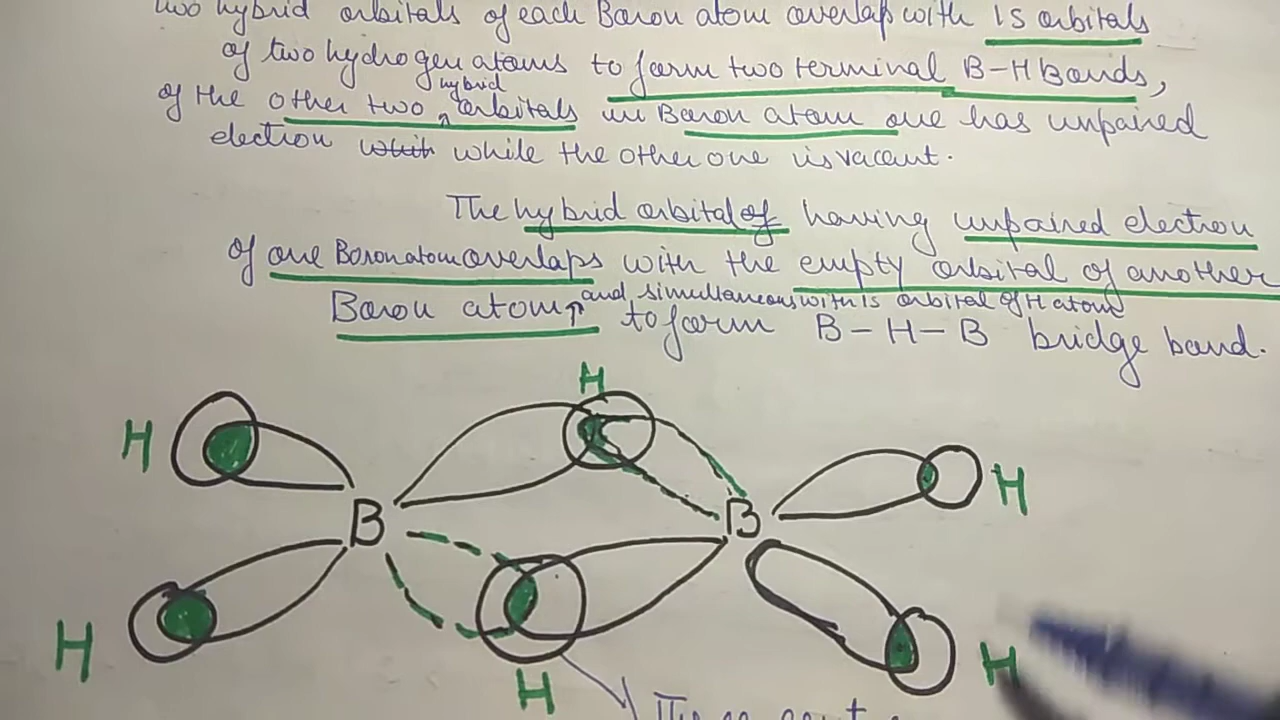 two hybrid orbitals of each Boron atom overlap with 1s orbitals
of two hydrogen atoms to form two terminal B-H Bonds,
of the other two hybrid orbitals in Boron atom one has unpaired
electron while the other one is vacant.
The hybrid orbital of having unpaired electron
of one Boron atom overlaps with the empty orbital of another
Boron atom, and simultaneous with 1s orbital of H atom
to form B-H-B bridge bond.
H
H
B
B
H
H
H
H